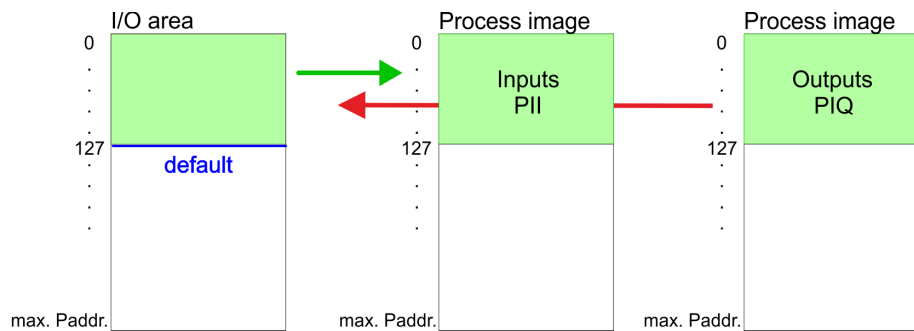 I/O area
0
.
.
.
.
127
default
.
.
.
.
max. Paddr.
Process image
0
.
.
.
.
Inputs
PII
127
.
.
.
.
max. Paddr.
Process image
0
.
.
.
.
Outputs
PIQ
127
.
.
.
.
max. Paddr.